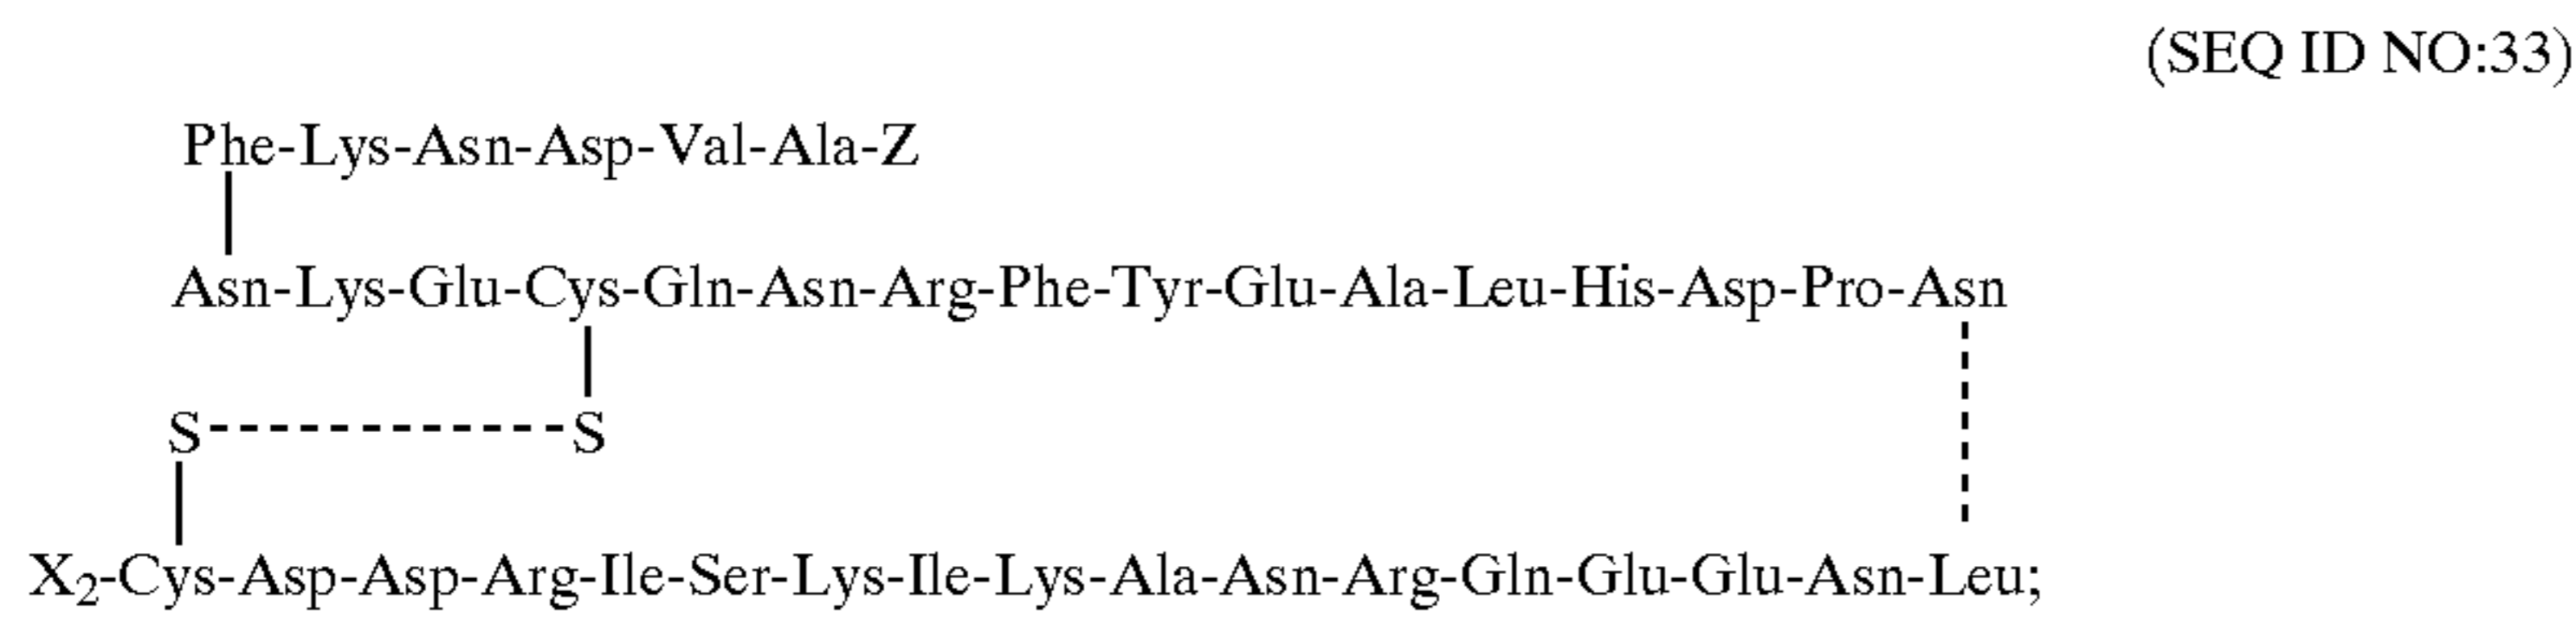 (SEQ ID NO:33)
Phe-Lys-Asn-Asp-Val-Ala-Z
Asn-Lys-Glu-Cys-Gln-Asn-Arg-Phe-Tyr-Glu-Ala-Leu-His-Asp-Pro-Asn
S------------S
X₂-Cys-Asp-Asp-Arg-Ile-Ser-Lys-Ile-Lys-Ala-Asn-Arg-Gln-Glu-Glu-Asn-Leu;